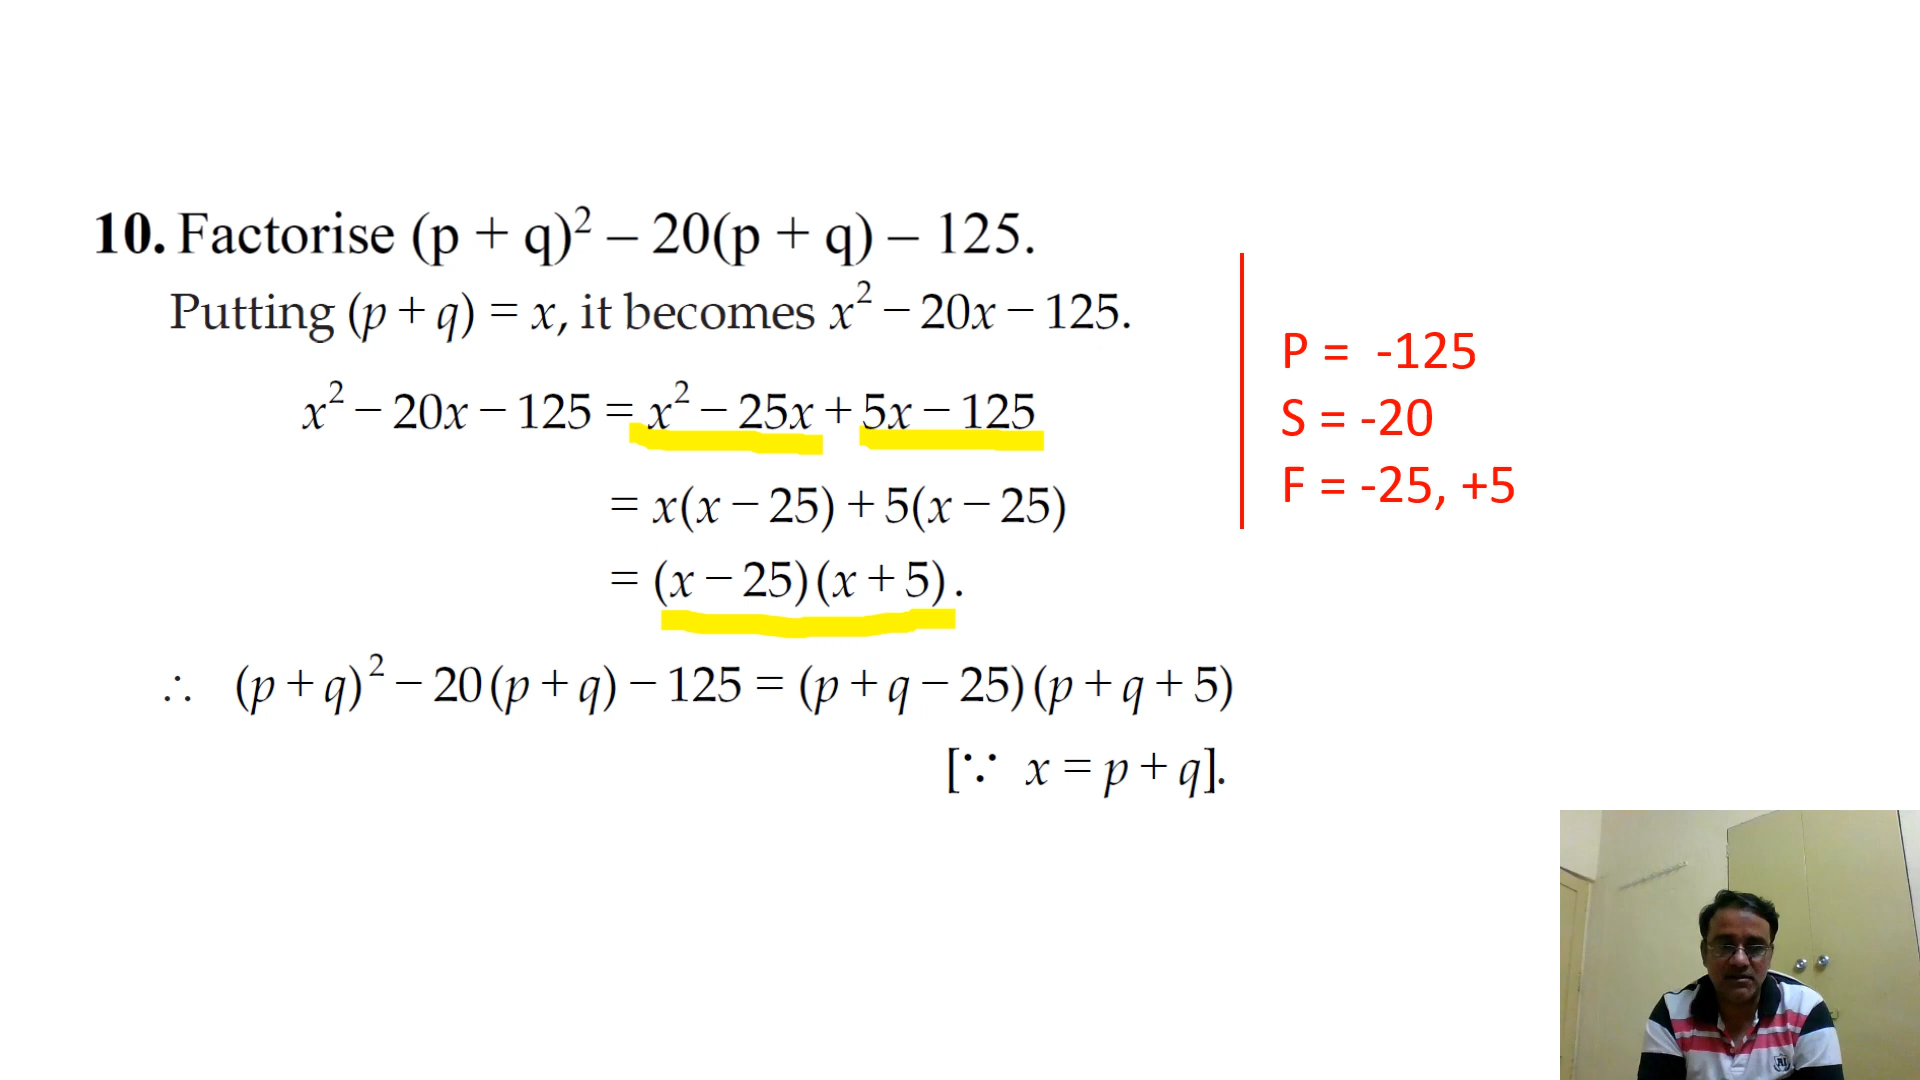 10. Factorise (p + q)² – 20(p + q) – 125.
Putting (p + q) = x, it becomes x² − 20x − 125.
x² − 20x − 125 = x² − 25x + 5x − 125
= x(x − 25) + 5(x − 25)
= (x − 25)(x + 5).
∴ (p + q)² − 20(p + q) − 125 = (p + q − 25)(p + q + 5)
[∵ x = p + q].
P = -125
S = -20
F = -25, +5